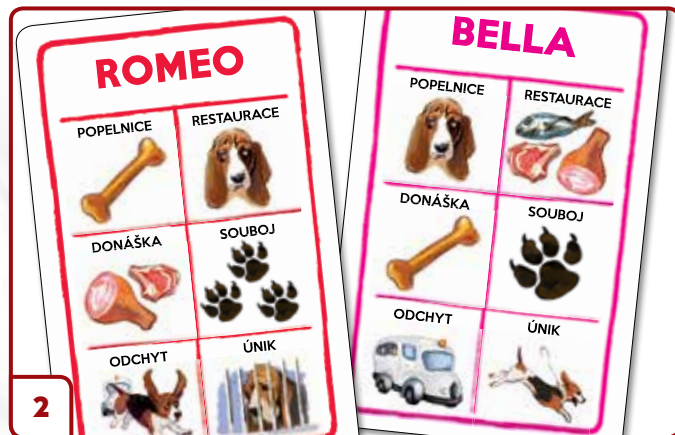 ROMEO
POPELNICE
RESTAURACE
DONÁŠKA
SOUBOJ
ODCHYT
ÚNIK
BELLA
POPELNICE
RESTAURACE
DONÁŠKA
SOUBOJ
ODCHYT
ÚNIK
2